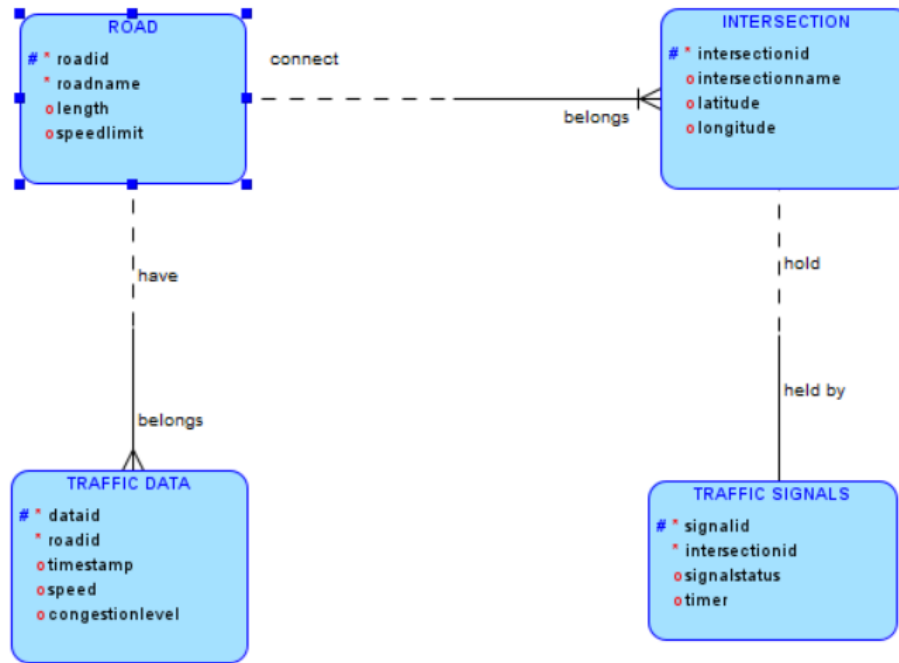 ROAD
# * roadid
* roadname
o length
o speedlimit
connect
belongs
INTERSECTION
# * intersectionid
o intersectionname
o latitude
o longitude
have
belongs
hold
held by
TRAFFIC DATA
# * dataid
* roadid
o timestamp
o speed
o congestionlevel
TRAFFIC SIGNALS
# * signalid
* intersectionid
o signalstatus
o timer